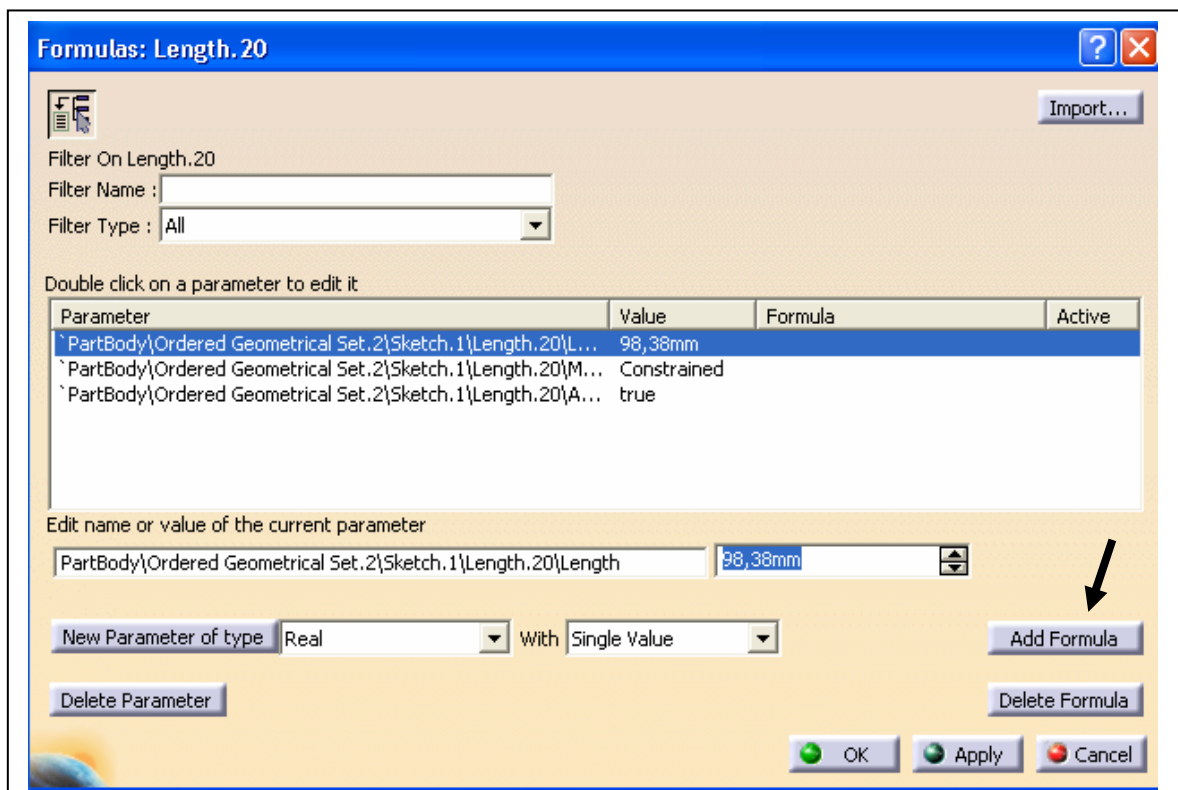 Formulas: Length.20
?
Import...
Filter On Length.20
Filter Name :
Filter Type : All
Double click on a parameter to edit it
Parameter Value Formula Active
`PartBody\Ordered Geometrical Set.2\Sketch.1\Length.20\L... 98,38mm
`PartBody\Ordered Geometrical Set.2\Sketch.1\Length.20\M... Constrained
`PartBody\Ordered Geometrical Set.2\Sketch.1\Length.20\A... true
Edit name or value of the current parameter
PartBody\Ordered Geometrical Set.2\Sketch.1\Length.20\Length 98,38mm
New Parameter of type Real With Single Value Add Formula
Delete Parameter Delete Formula
OK Apply Cancel